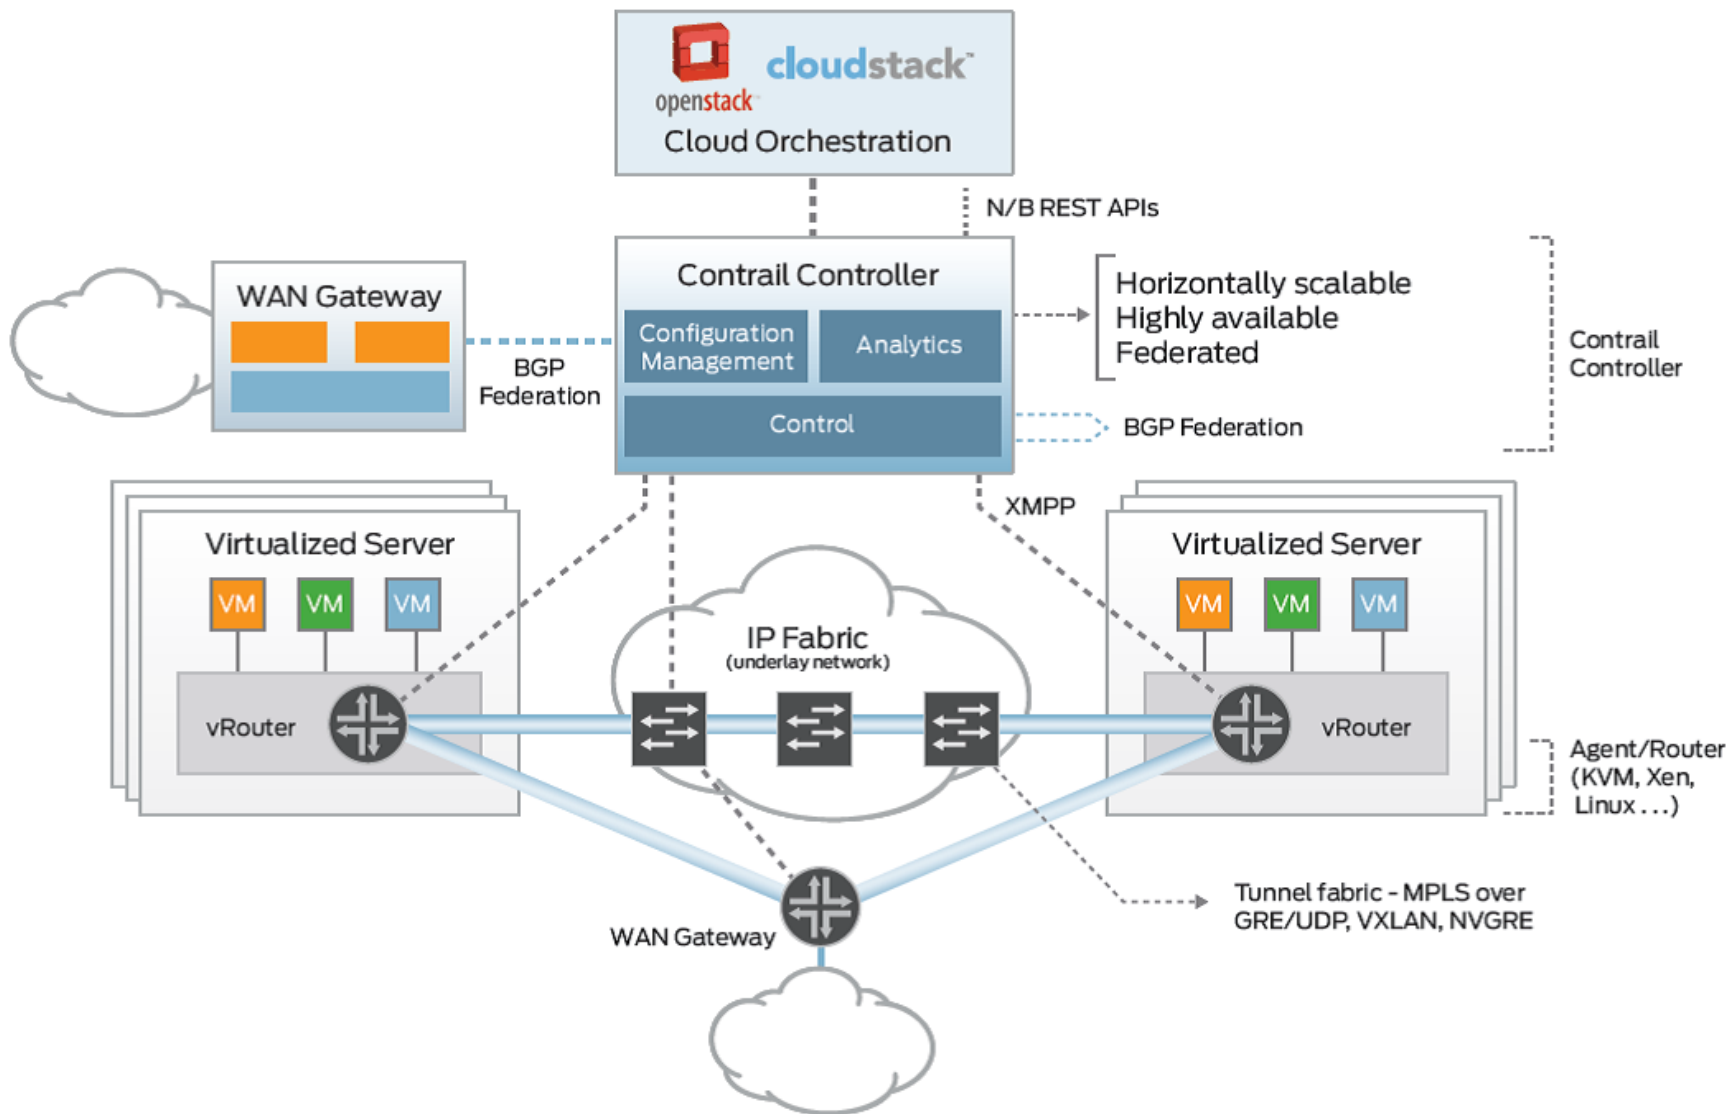 openstack™
cloudstack™
Cloud Orchestration
N/B REST APIs
WAN Gateway
BGP
Federation
Contrail Controller
Configuration
Management
Analytics
Control
Horizontally scalable
Highly available
Federated
BGP Federation
Contrail
Controller
XMPP
Virtualized Server
VM
VM
VM
vRouter
IP Fabric
(underlay network)
Virtualized Server
VM
VM
VM
vRouter
Agent/Router
(KVM, Xen,
Linux . . .)
Tunnel fabric - MPLS over
GRE/UDP, VXLAN, NVGRE
WAN Gateway